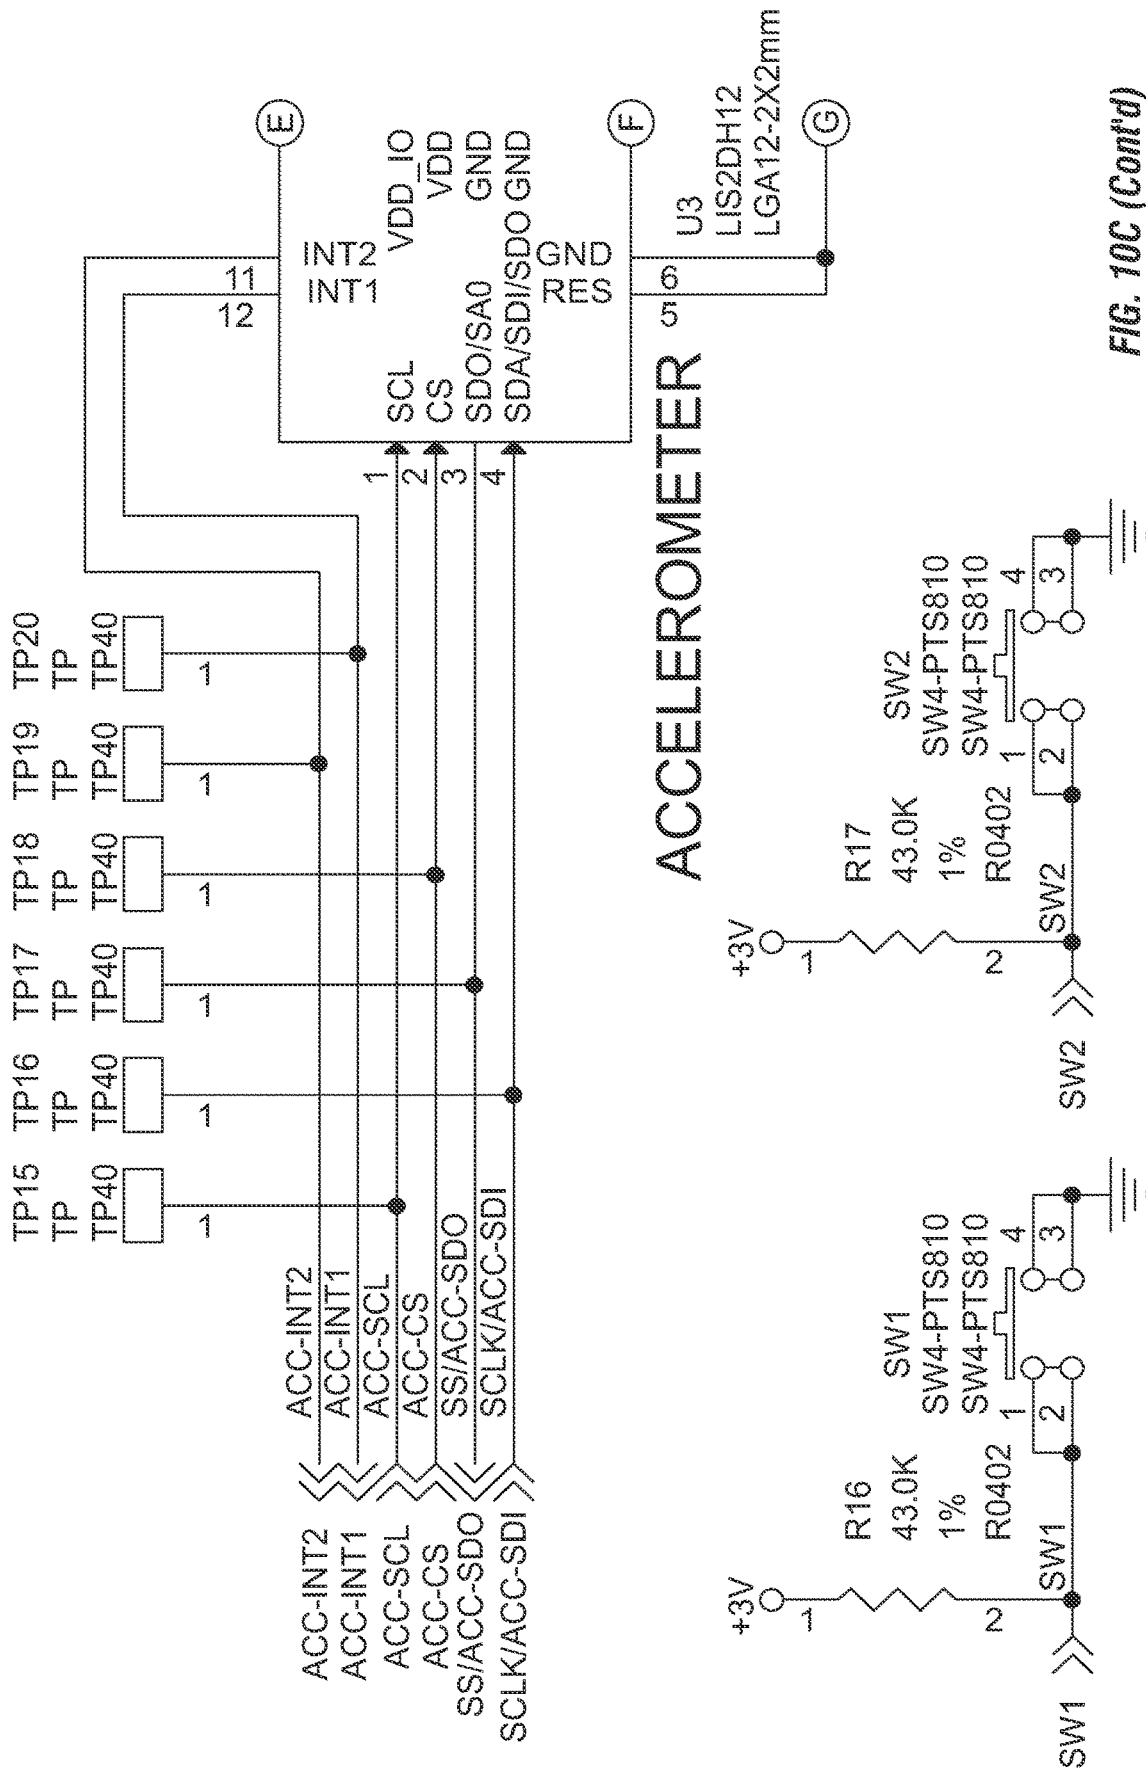 TP15
TP
TP40
1
TP16
TP
TP40
1
TP17
TP
TP40
1
TP18
TP
TP40
1
TP19
TP
TP40
1
TP20
TP
TP40
1
ACC-INT2
ACC-INT2
ACC-INT1
ACC-INT1
ACC-SCL
ACC-SCL
ACC-CS
ACC-CS
SS/ACC-SDO
SS/ACC-SDO
SCLK/ACC-SDI
SCLK/ACC-SDI
11
12
INT2
INT1
E
1
SCL
VDD_IO
2
CS
VDD
3
SDO/SA0
GND
4
SDA/SDI/SDO
GND
GND
RES
6
5
F
U3
LIS2DH12
LGA12-2X2mm
G
ACCELEROMETER
+3V
1
R16
43.0K
1%
R0402
2
SW1
SW1
SW1
SW4-PTS810
SW4-PTS810
1
2
4
3
+3V
1
R17
43.0K
1%
R0402
2
SW2
SW2
SW2
SW4-PTS810
SW4-PTS810
1
2
4
3
FIG. 10C (Cont'd)